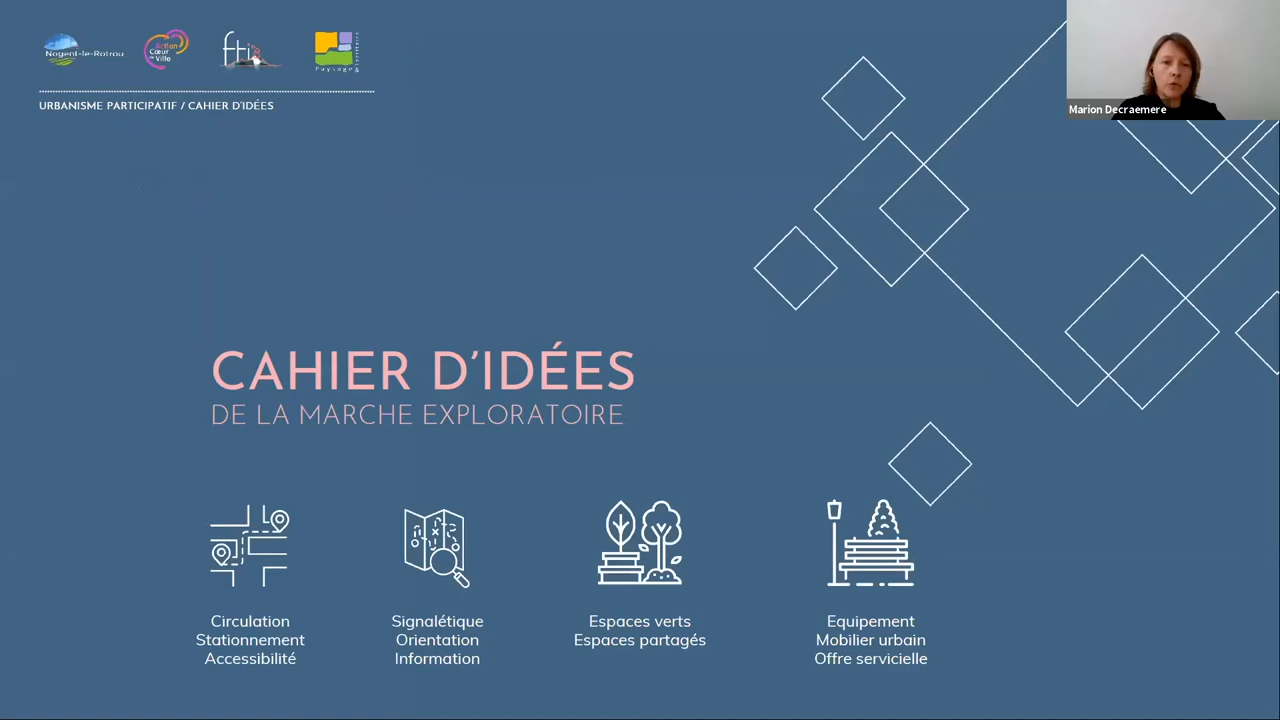 Nogent-le-Rotrou
Action
Cœur
de Ville
Paysage & Territoire
URBANISME PARTICIPATIF / CAHIER D'IDÉES
Marion Decraemere
CAHIER D'IDÉES
DE LA MARCHE EXPLORATOIRE
Circulation
Stationnement
Accessibilité
Signalétique
Orientation
Information
Espaces verts
Espaces partagés
Equipement
Mobilier urbain
Offre servicielle